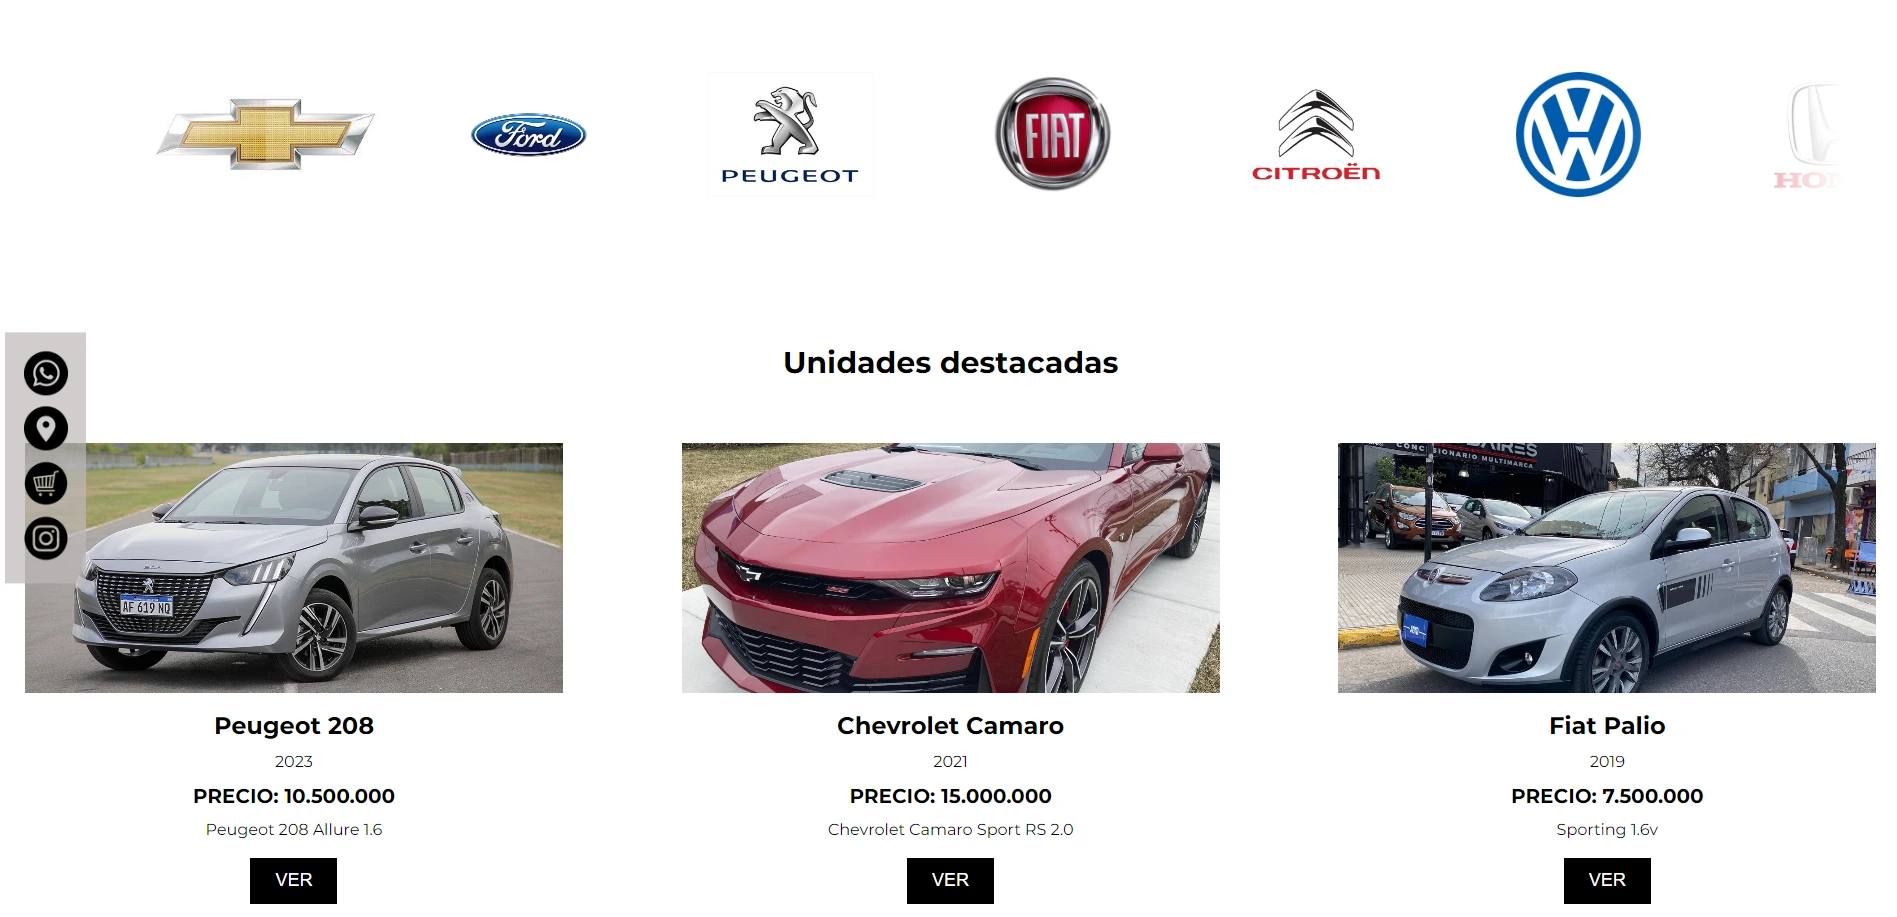 Ford
PEUGEOT
FIAT
CITROËN
HON
Unidades destacadas
AIRES
CONCESIONARIO MULTIMARCA
AF 619 NQ
Peugeot 208
2023
PRECIO: 10.500.000
Peugeot 208 Allure 1.6
VER
Chevrolet Camaro
2021
PRECIO: 15.000.000
Chevrolet Camaro Sport RS 2.0
VER
Fiat Palio
2019
PRECIO: 7.500.000
Sporting 1.6v
VER